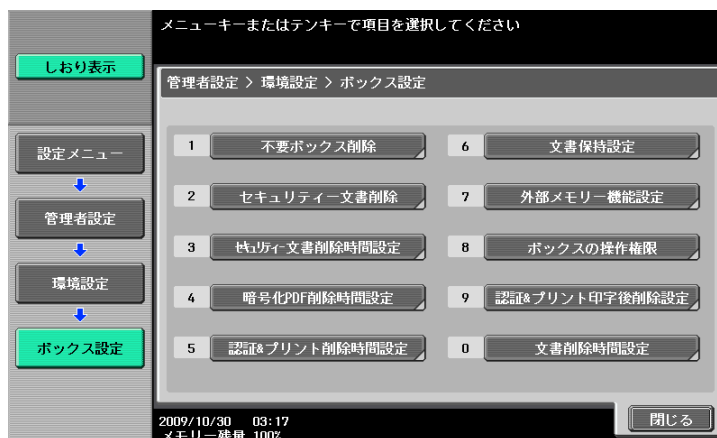 メニューキーまたはテンキーで項目を選択してください
しおり表示
管理者設定 > 環境設定 > ボックス設定
設定メニュー
管理者設定
環境設定
ボックス設定
1 不要ボックス削除
2 セキュリティー文書削除
3 ｾｷｭﾘﾃｨｰ文書削除時間設定
4 暗号化PDF削除時間設定
5 認証&プリント削除時間設定
6 文書保持設定
7 外部メモリー機能設定
8 ボックスの操作権限
9 認証&プリント印字後削除設定
0 文書削除時間設定
2009/10/30 03:17
メモリー残量 100%
閉じる